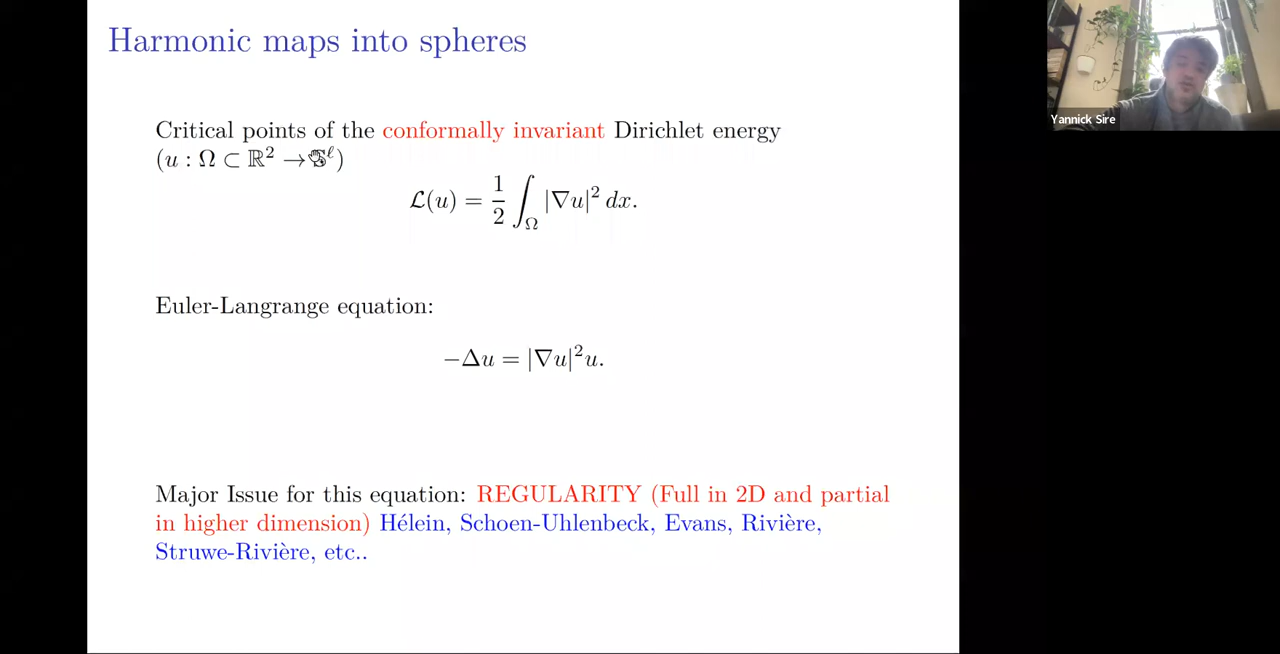 Harmonic maps into spheres
Critical points of the conformally invariant Dirichlet energy
(u : Ω ⊂ ℝ² → 𝕊^ℓ)
ℒ(u) = 1/2 ∫_Ω |∇u|² dx.
Euler-Langrange equation:
−Δu = |∇u|²u.
Major Issue for this equation: REGULARITY (Full in 2D and partial
in higher dimension) Hélein, Schoen-Uhlenbeck, Evans, Rivière,
Struwe-Rivière, etc..
Yannick Sire